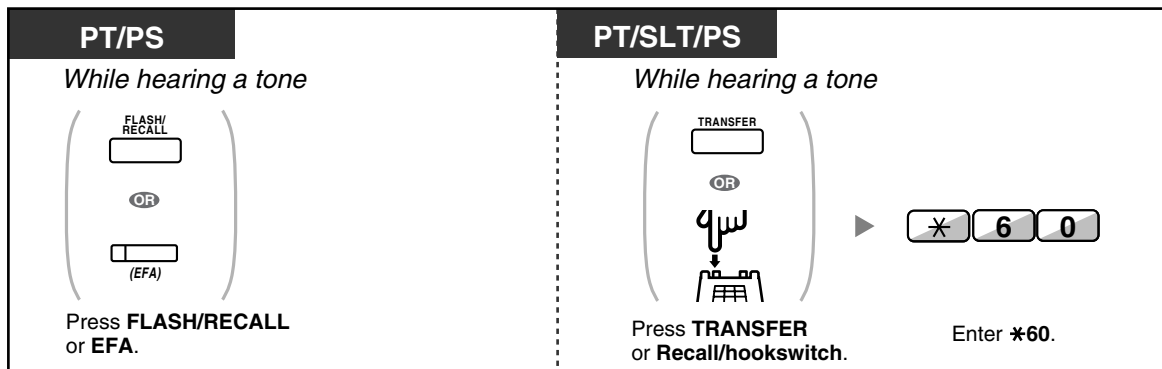 PT/PS
While hearing a tone
FLASH/
RECALL
OR
(EFA)
Press FLASH/RECALL
or EFA.
PT/SLT/PS
While hearing a tone
TRANSFER
OR
Press TRANSFER
or Recall/hookswitch.
* 6 0
Enter *60.